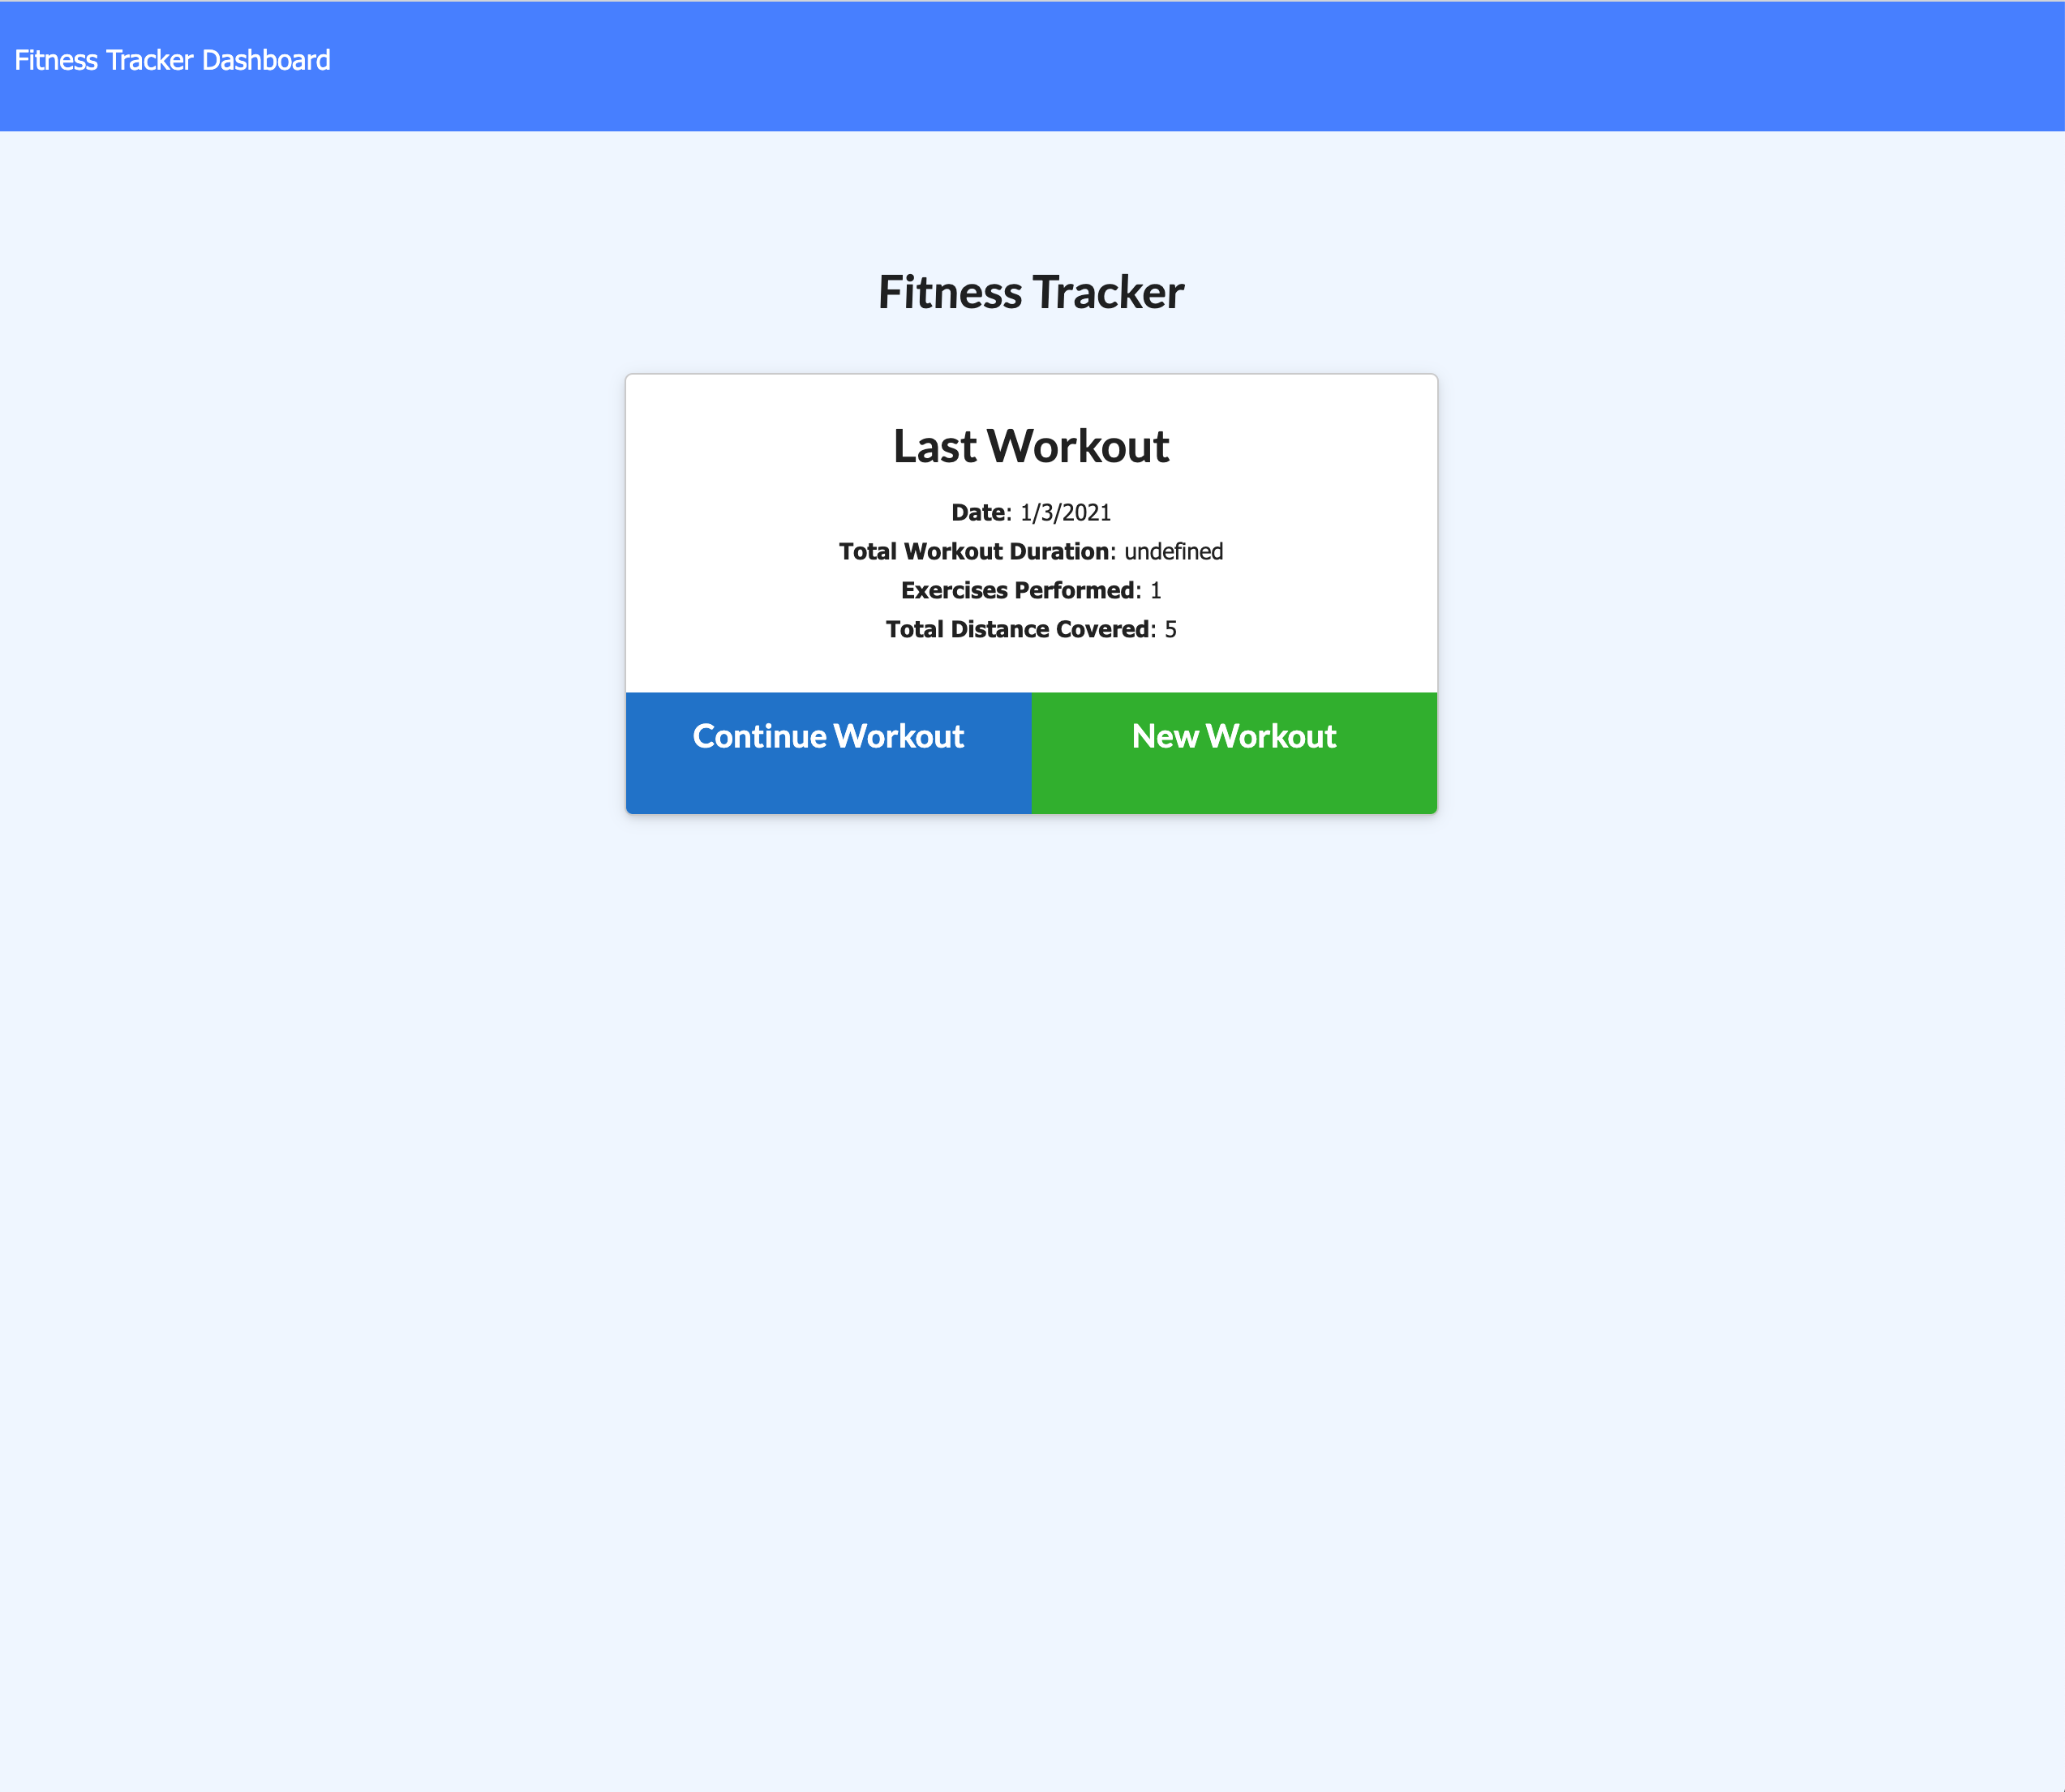 Fitness Tracker Dashboard
Fitness Tracker
Last Workout
Date: 1/3/2021
Total Workout Duration: undefined
Exercises Performed: 1
Total Distance Covered: 5
Continue Workout
New Workout